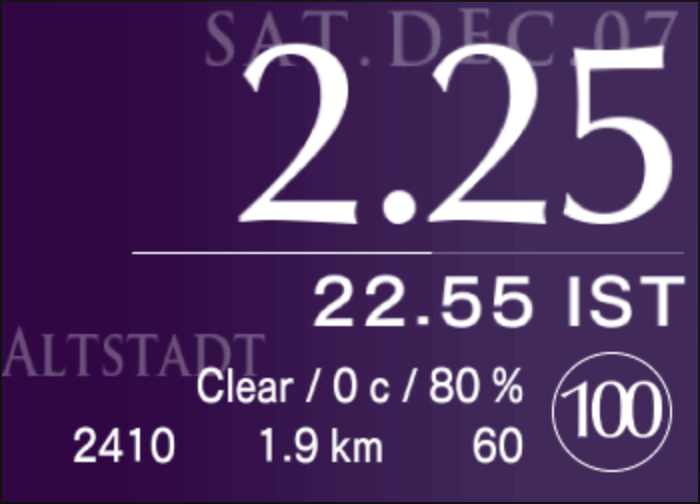 SAT.DEC.07
2.25
22.55 IST
ALTSTADT
Clear / 0 c / 80 %
100
2410 1.9 km 60